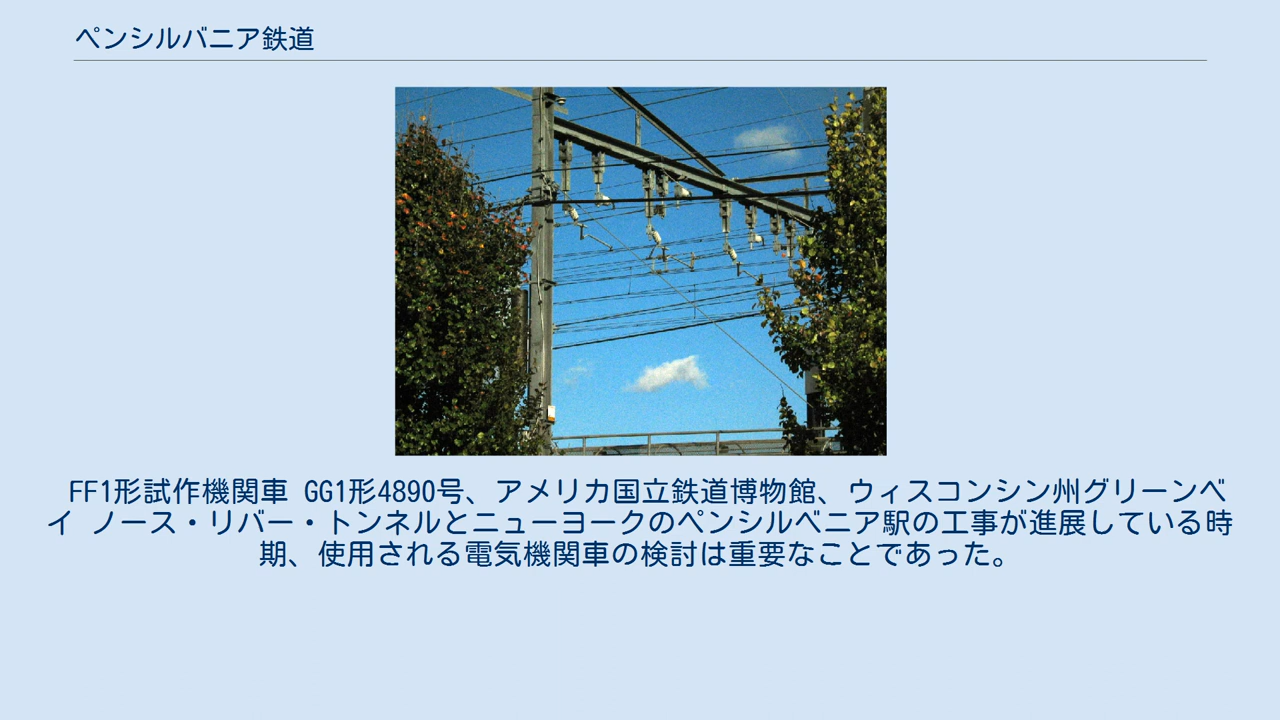 ペンシルバニア鉄道
FF1形試作機関車 GG1形4890号、アメリカ国立鉄道博物館、ウィスコンシン州グリーンベ
イ ノース・リバー・トンネルとニューヨークのペンシルベニア駅の工事が進展している時
期、使用される電気機関車の検討は重要なことであった。